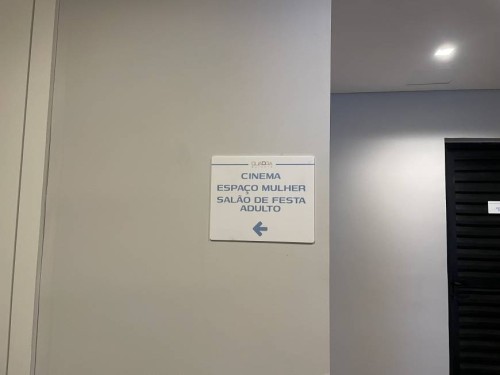 CINEMA
ESPAÇO MULHER
SALÃO DE FESTA
ADULTO